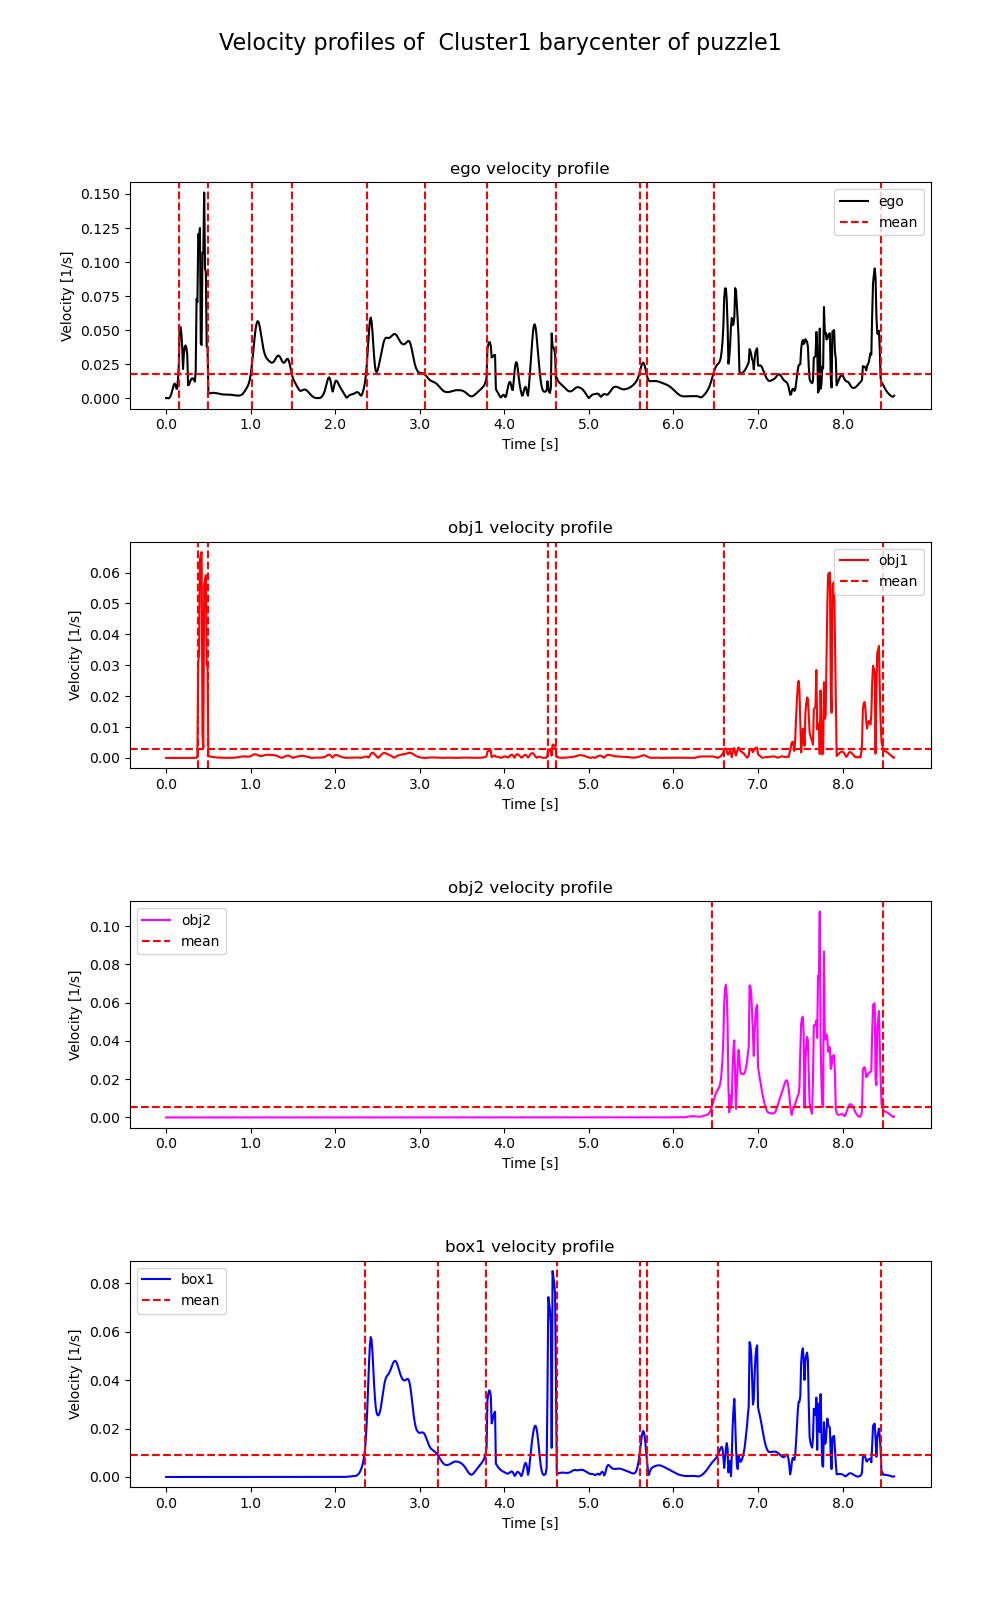 Velocity profiles of  Cluster1 barycenter of puzzle1
ego velocity profile
Velocity [1/s]
0.150
0.125
0.100
0.075
0.050
0.025
0.000
ego
mean
0.0 1.0 2.0 3.0 4.0 5.0 6.0 7.0 8.0
Time [s]
obj1 velocity profile
Velocity [1/s]
0.06
0.05
0.04
0.03
0.02
0.01
0.00
obj1
mean
0.0 1.0 2.0 3.0 4.0 5.0 6.0 7.0 8.0
Time [s]
obj2 velocity profile
Velocity [1/s]
0.10
0.08
0.06
0.04
0.02
0.00
obj2
mean
0.0 1.0 2.0 3.0 4.0 5.0 6.0 7.0 8.0
Time [s]
box1 velocity profile
Velocity [1/s]
0.08
0.06
0.04
0.02
0.00
box1
mean
0.0 1.0 2.0 3.0 4.0 5.0 6.0 7.0 8.0
Time [s]